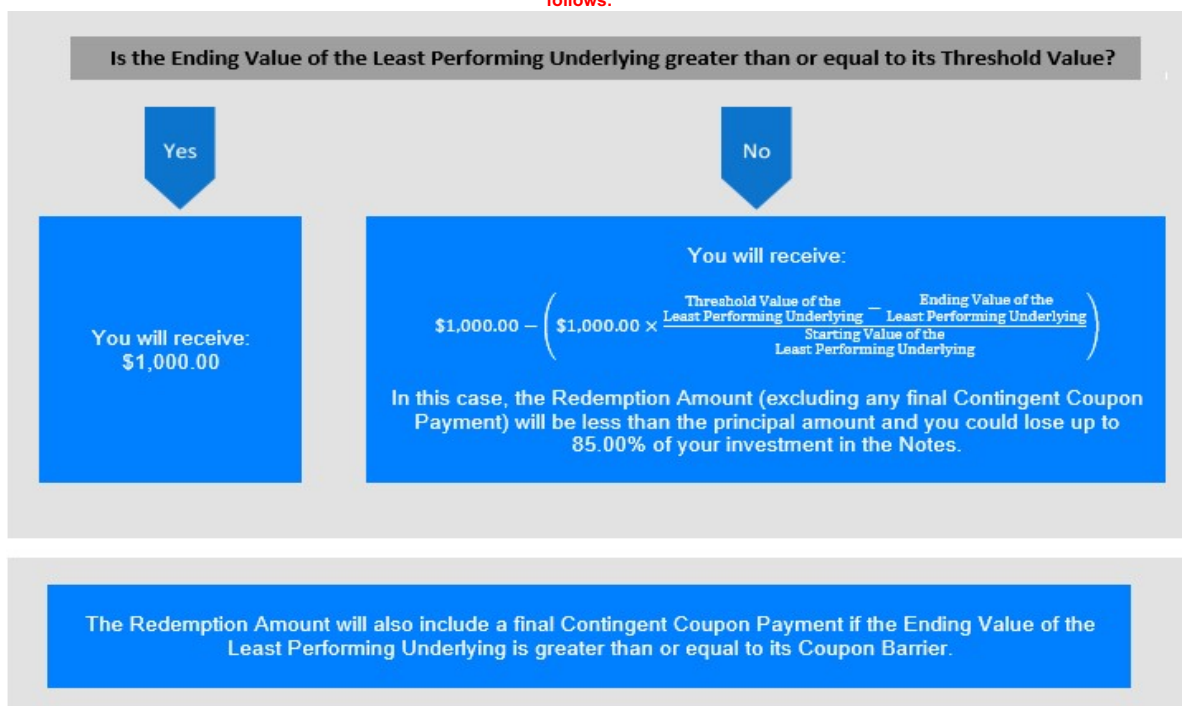 follows:
Is the Ending Value of the Least Performing Underlying greater than or equal to its Threshold Value?
Yes
No
You will receive:
$1,000.00
You will receive:
$1,000.00 − ( $1,000.00 × (Threshold Value of the Least Performing Underlying − Ending Value of the Least Performing Underlying) / Starting Value of the Least Performing Underlying )
In this case, the Redemption Amount (excluding any final Contingent Coupon
Payment) will be less than the principal amount and you could lose up to
85.00% of your investment in the Notes.
The Redemption Amount will also include a final Contingent Coupon Payment if the Ending Value of the
Least Performing Underlying is greater than or equal to its Coupon Barrier.